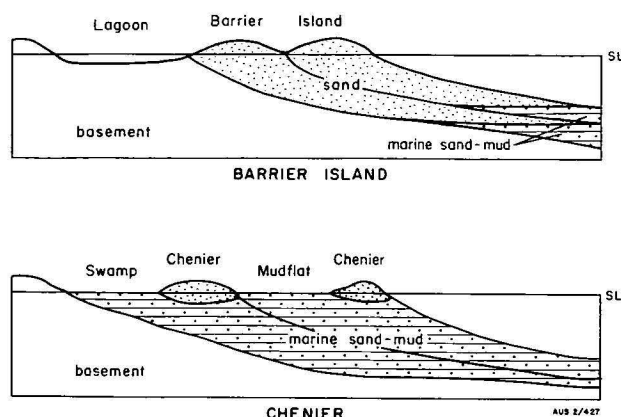 Lagoon Barrier Island
SL
sand
basement
marine sand-mud
BARRIER ISLAND
Swamp Chenier Mudflat Chenier
SL
marine sand-mud
basement
CHENIER
AUS 2/427